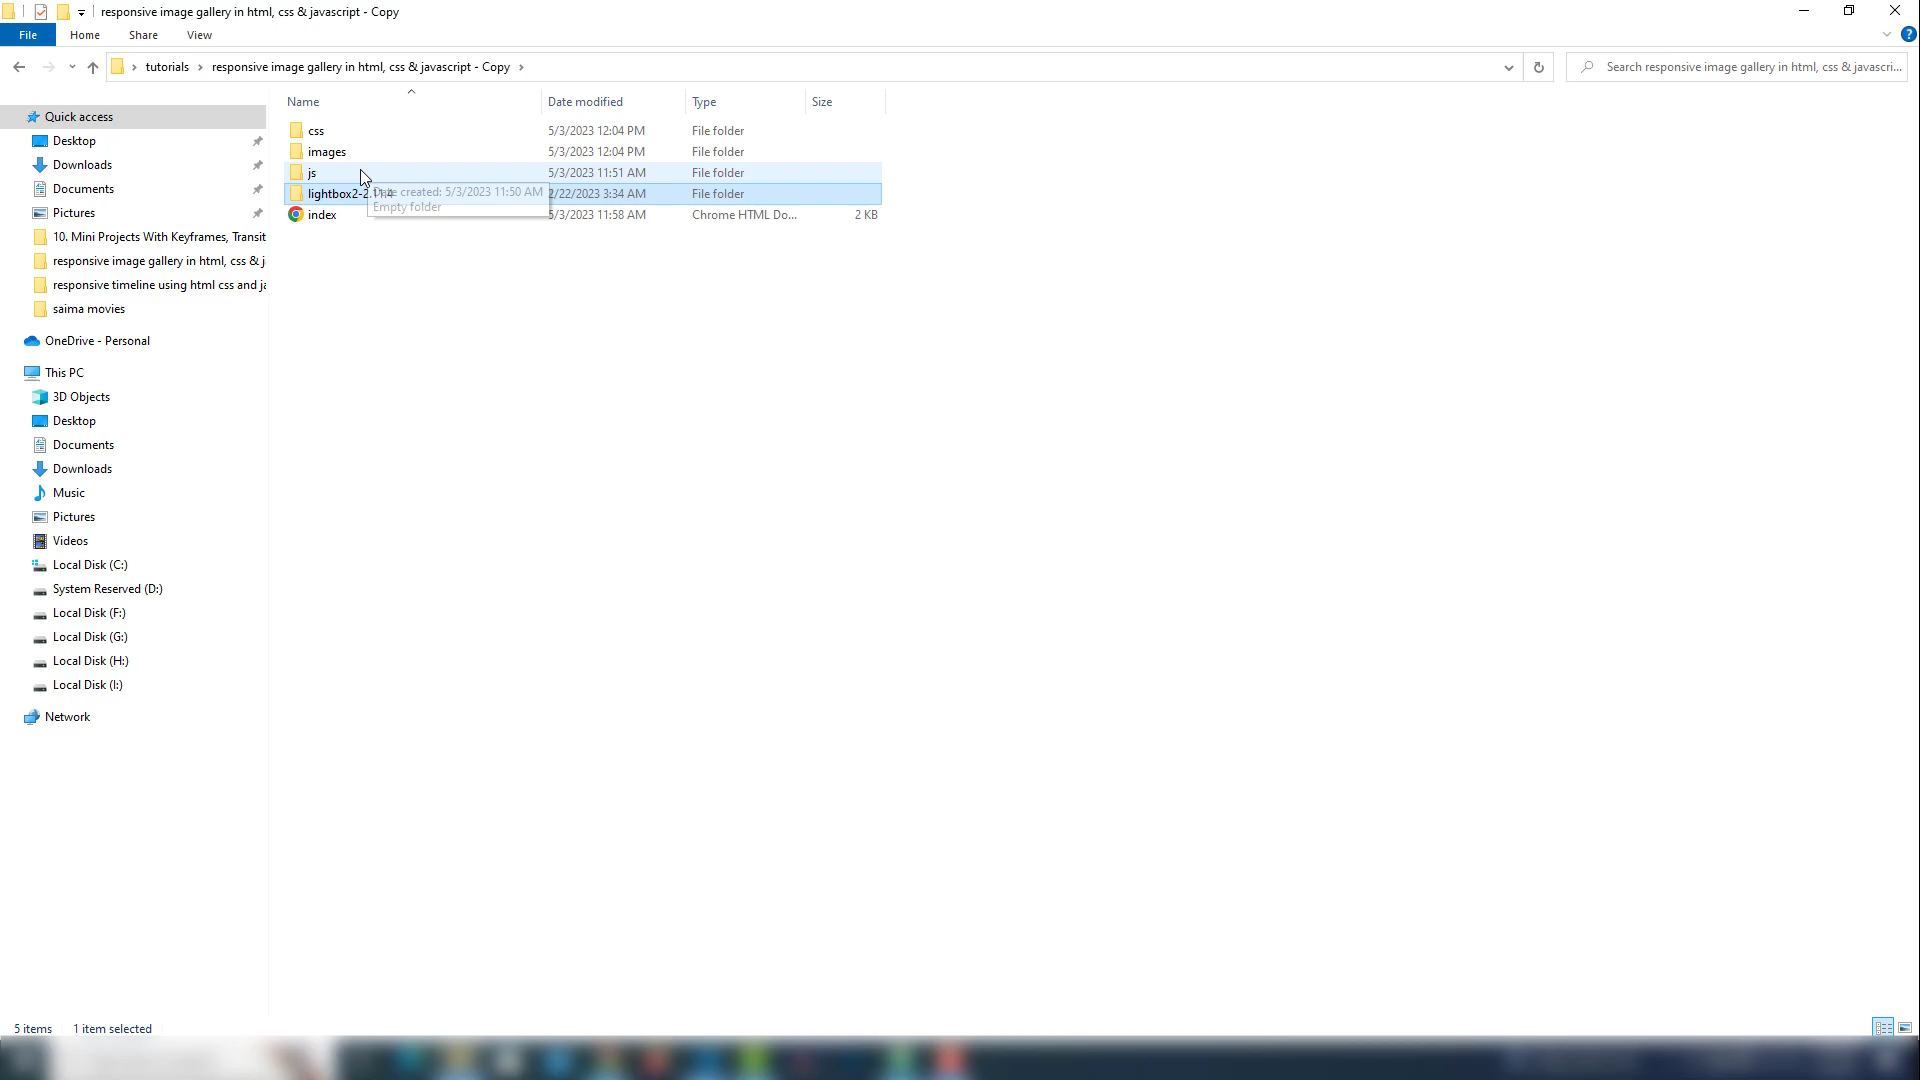 responsive image gallery in html, css & javascript - Copy
File Home Share View
tutorials responsive image gallery in html, css & javascript - Copy Search responsive image gallery in html, css & javascri...
Name Date modified Type Size
Quick access
Desktop
Downloads
Documents
Pictures
10. Mini Projects With Keyframes, Transit
responsive image gallery in html, css & j
responsive timeline using html css and ja
saima movies
OneDrive - Personal
This PC
3D Objects
Desktop
Documents
Downloads
Music
Pictures
Videos
Local Disk (C:)
System Reserved (D:)
Local Disk (F:)
Local Disk (G:)
Local Disk (H:)
Local Disk (I:)
Network
css 5/3/2023 12:04 PM File folder
images 5/3/2023 12:04 PM File folder
js 5/3/2023 11:51 AM File folder
lightbox2-2.11.4 2/22/2023 3:34 AM File folder
index 5/3/2023 11:58 AM Chrome HTML Do... 2 KB
Date created: 5/3/2023 11:50 AM
Empty folder
5 items 1 item selected